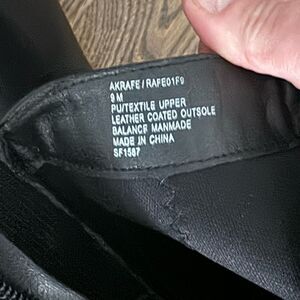 AKRAFE / RAFE01F9
9 M
PU/TEXTILE UPPER
LEATHER COATED OUTSOLE
BALANCE MANMADE
MADE IN CHINA
SF1587